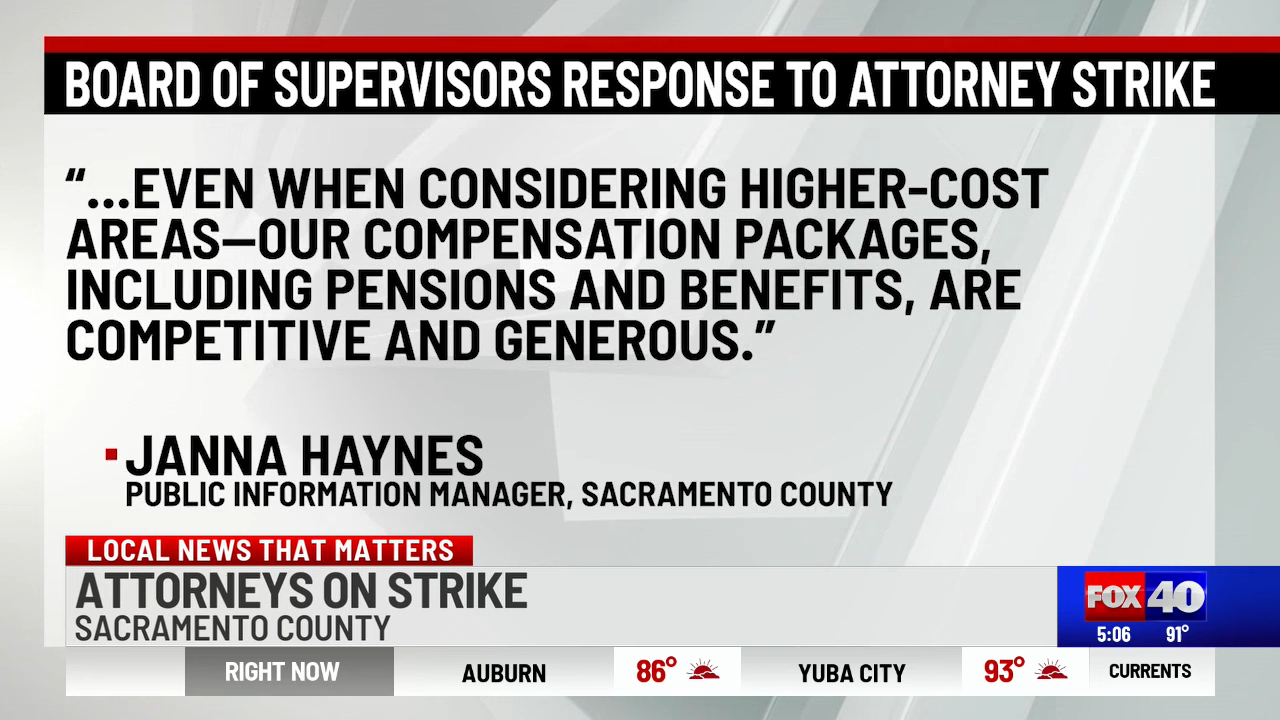 BOARD OF SUPERVISORS RESPONSE TO ATTORNEY STRIKE
“...EVEN WHEN CONSIDERING HIGHER-COST
AREAS—OUR COMPENSATION PACKAGES,
INCLUDING PENSIONS AND BENEFITS, ARE
COMPETITIVE AND GENEROUS.”
JANNA HAYNES
PUBLIC INFORMATION MANAGER, SACRAMENTO COUNTY
LOCAL NEWS THAT MATTERS
ATTORNEYS ON STRIKE
SACRAMENTO COUNTY
FOX 40
5:06 91°
RIGHT NOW AUBURN 86° YUBA CITY 93° CURRENTS